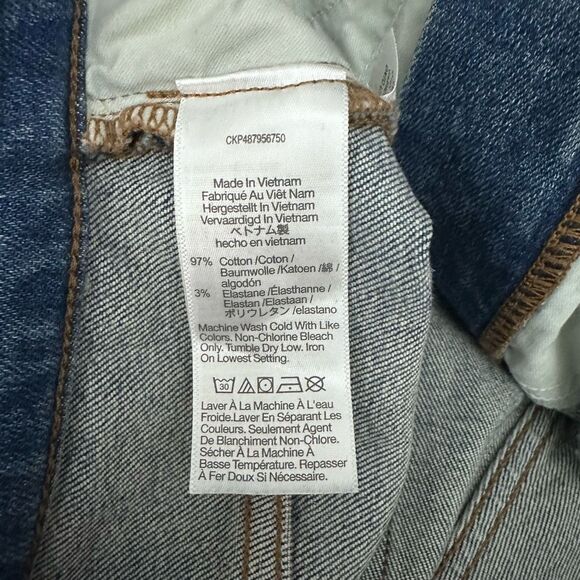 CKP487956750
Made In Vietnam
Fabriqué Au Viêt Nam
Hergestellt In Vietnam
Vervaardigd In Vietnam
ベトナム製
hecho en vietnam
97% Cotton /Coton /
Baumwolle /Katoen /綿 /
algodón
3% Elastane /Élasthanne /
Elastan /Elastaan /
ポリウレタン /elastano
Machine Wash Cold With Like
Colors. Non-Chlorine Bleach
Only. Tumble Dry Low. Iron
On Lowest Setting.
30
Laver À La Machine À L'eau
Froide.Laver En Séparant Les
Couleurs. Seulement Agent
De Blanchiment Non-Chlore.
Sécher À La Machine À
Basse Température. Repasser
À Fer Doux Si Nécessaire.